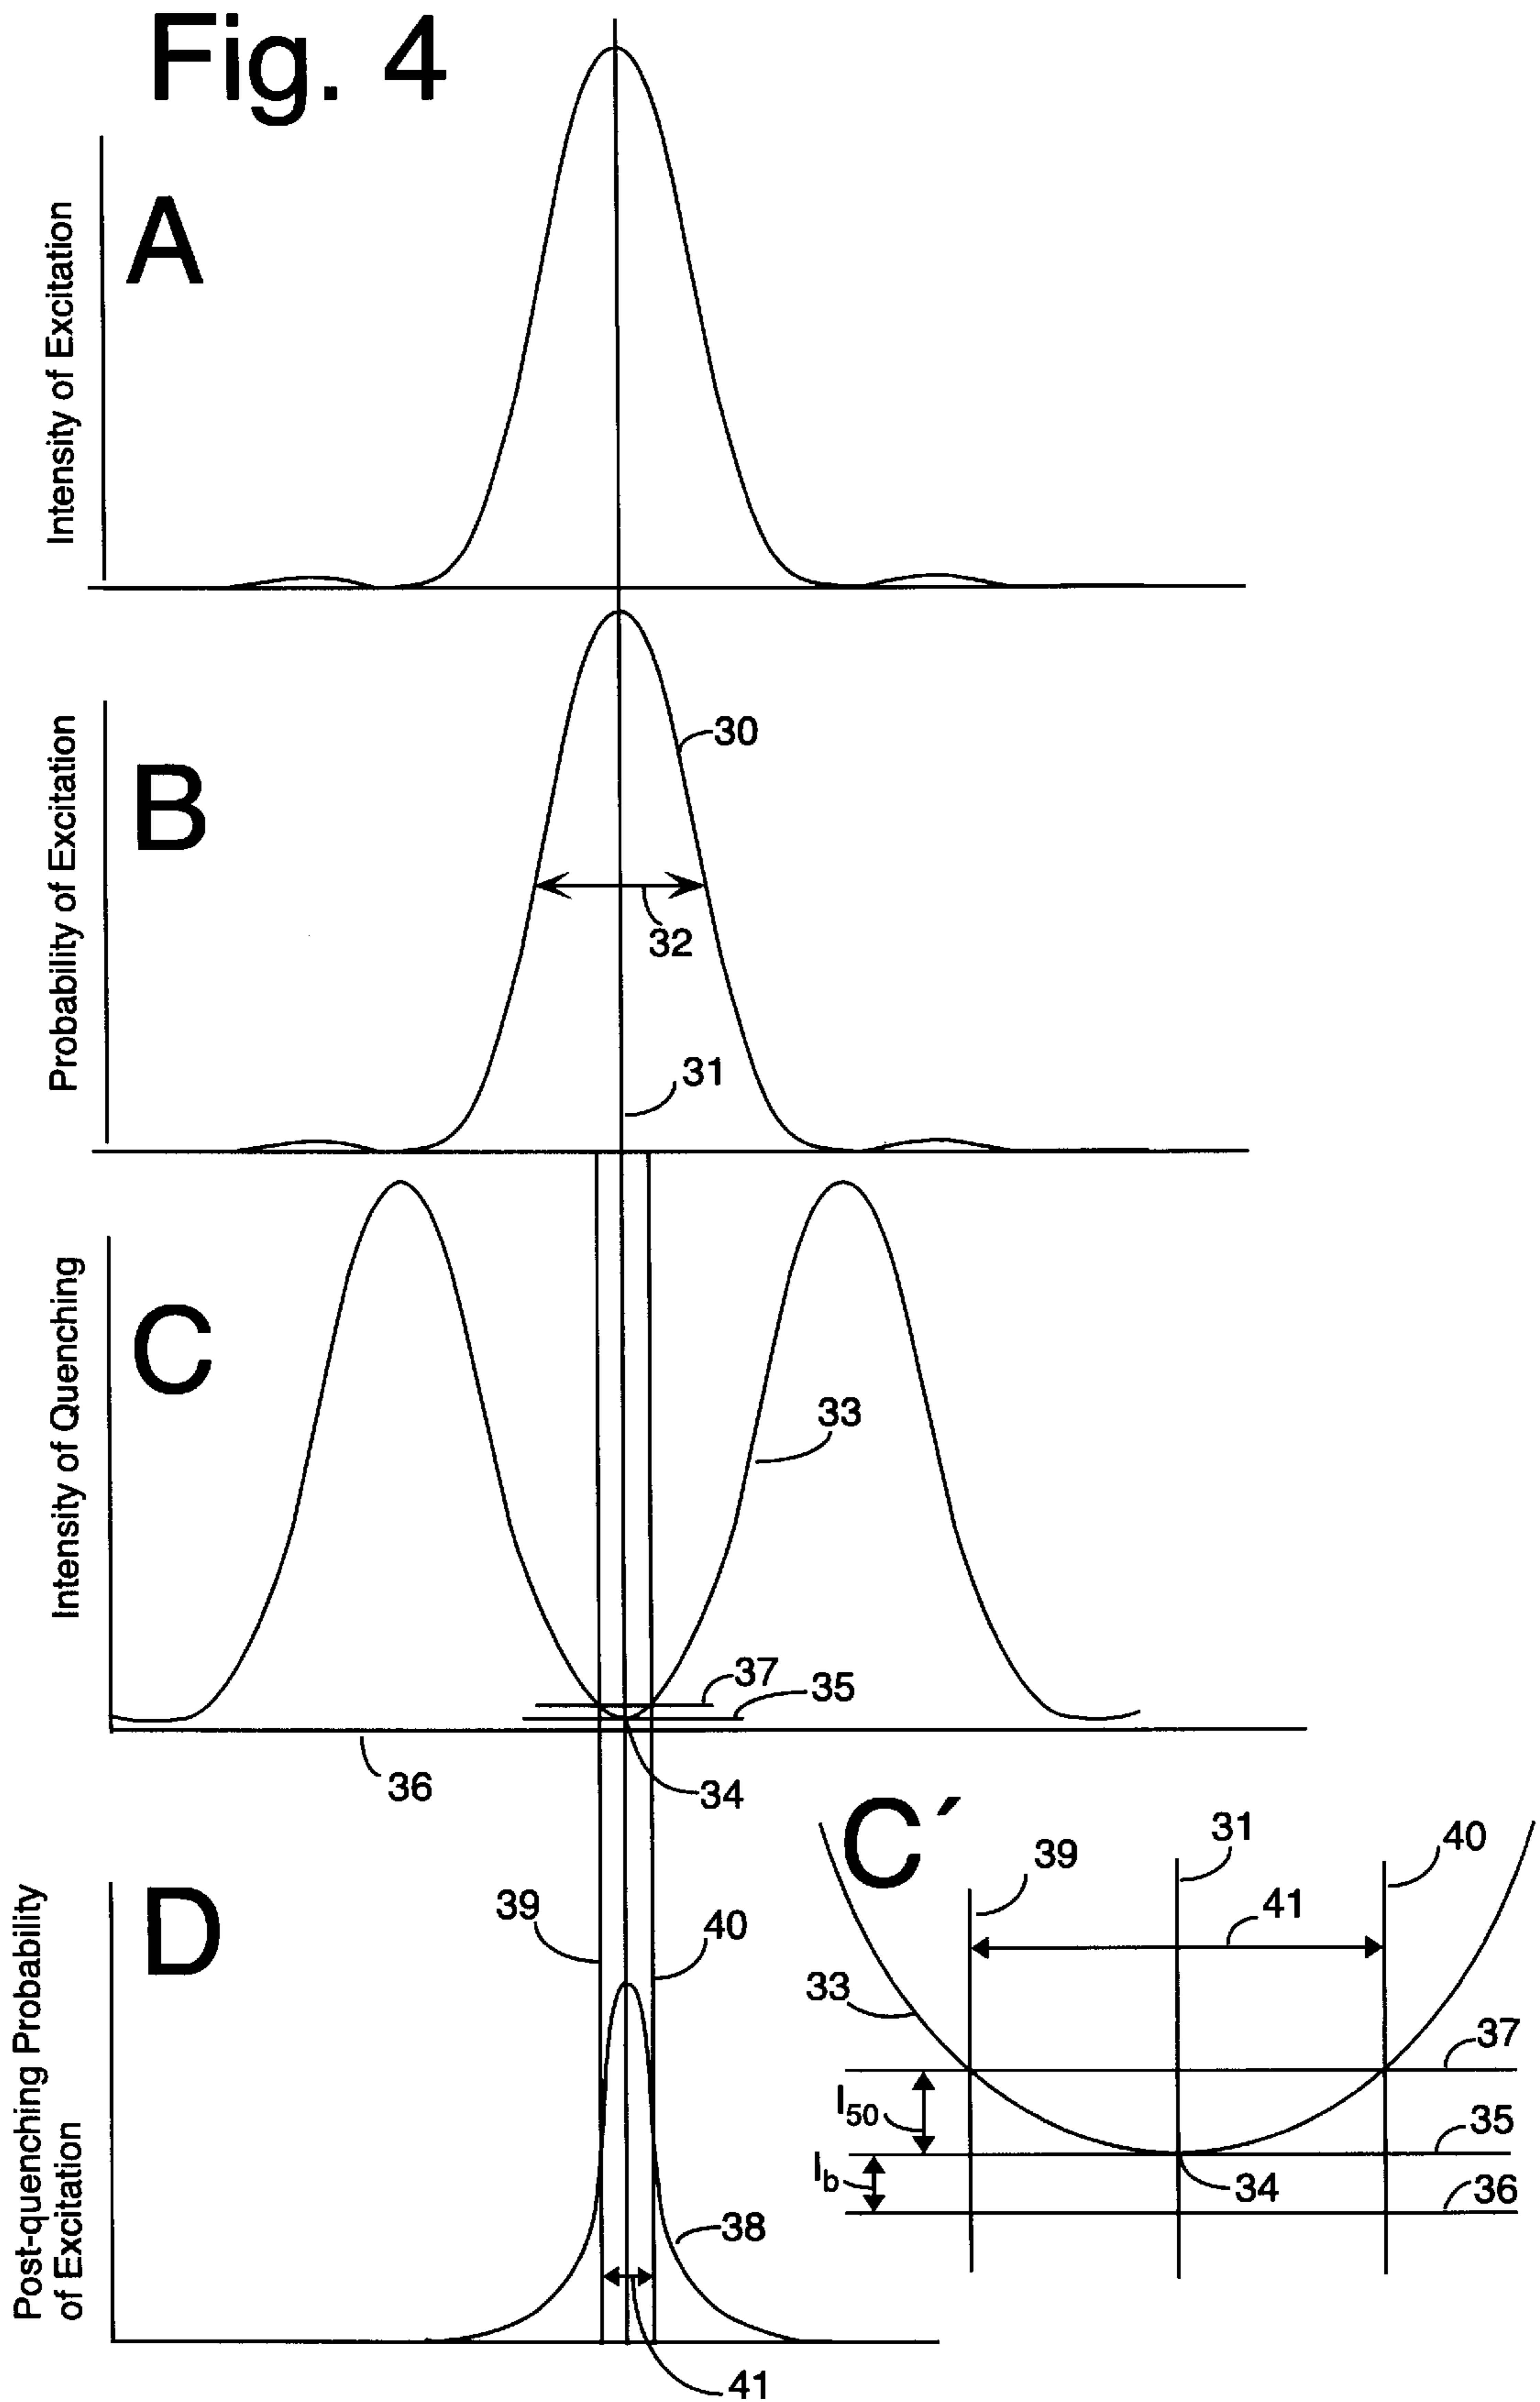 Fig. 4
A
Intensity of Excitation
B
Probability of Excitation
30
32
31
C
Intensity of Quenching
33
37
35
36
34
C´
31
39
40
41
33
37
I50
35
Ib
34
36
D
Post-quenching Probability
of Excitation
39
40
38
41